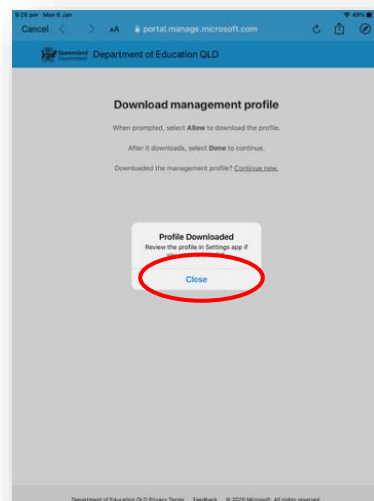 9:26 pm Mon 6 Jan
49%
Cancel
AA
portal.manage.microsoft.com
Queensland
Government
Department of Education QLD
Download management profile
When prompted, select Allow to download the profile.
After it downloads, select Done to continue.
Downloaded the management profile? Continue now.
Profile Downloaded
Review the profile in Settings app if
Close
Department of Education QLD Privacy Terms Feedback © 2020 Microsoft. All rights reserved.